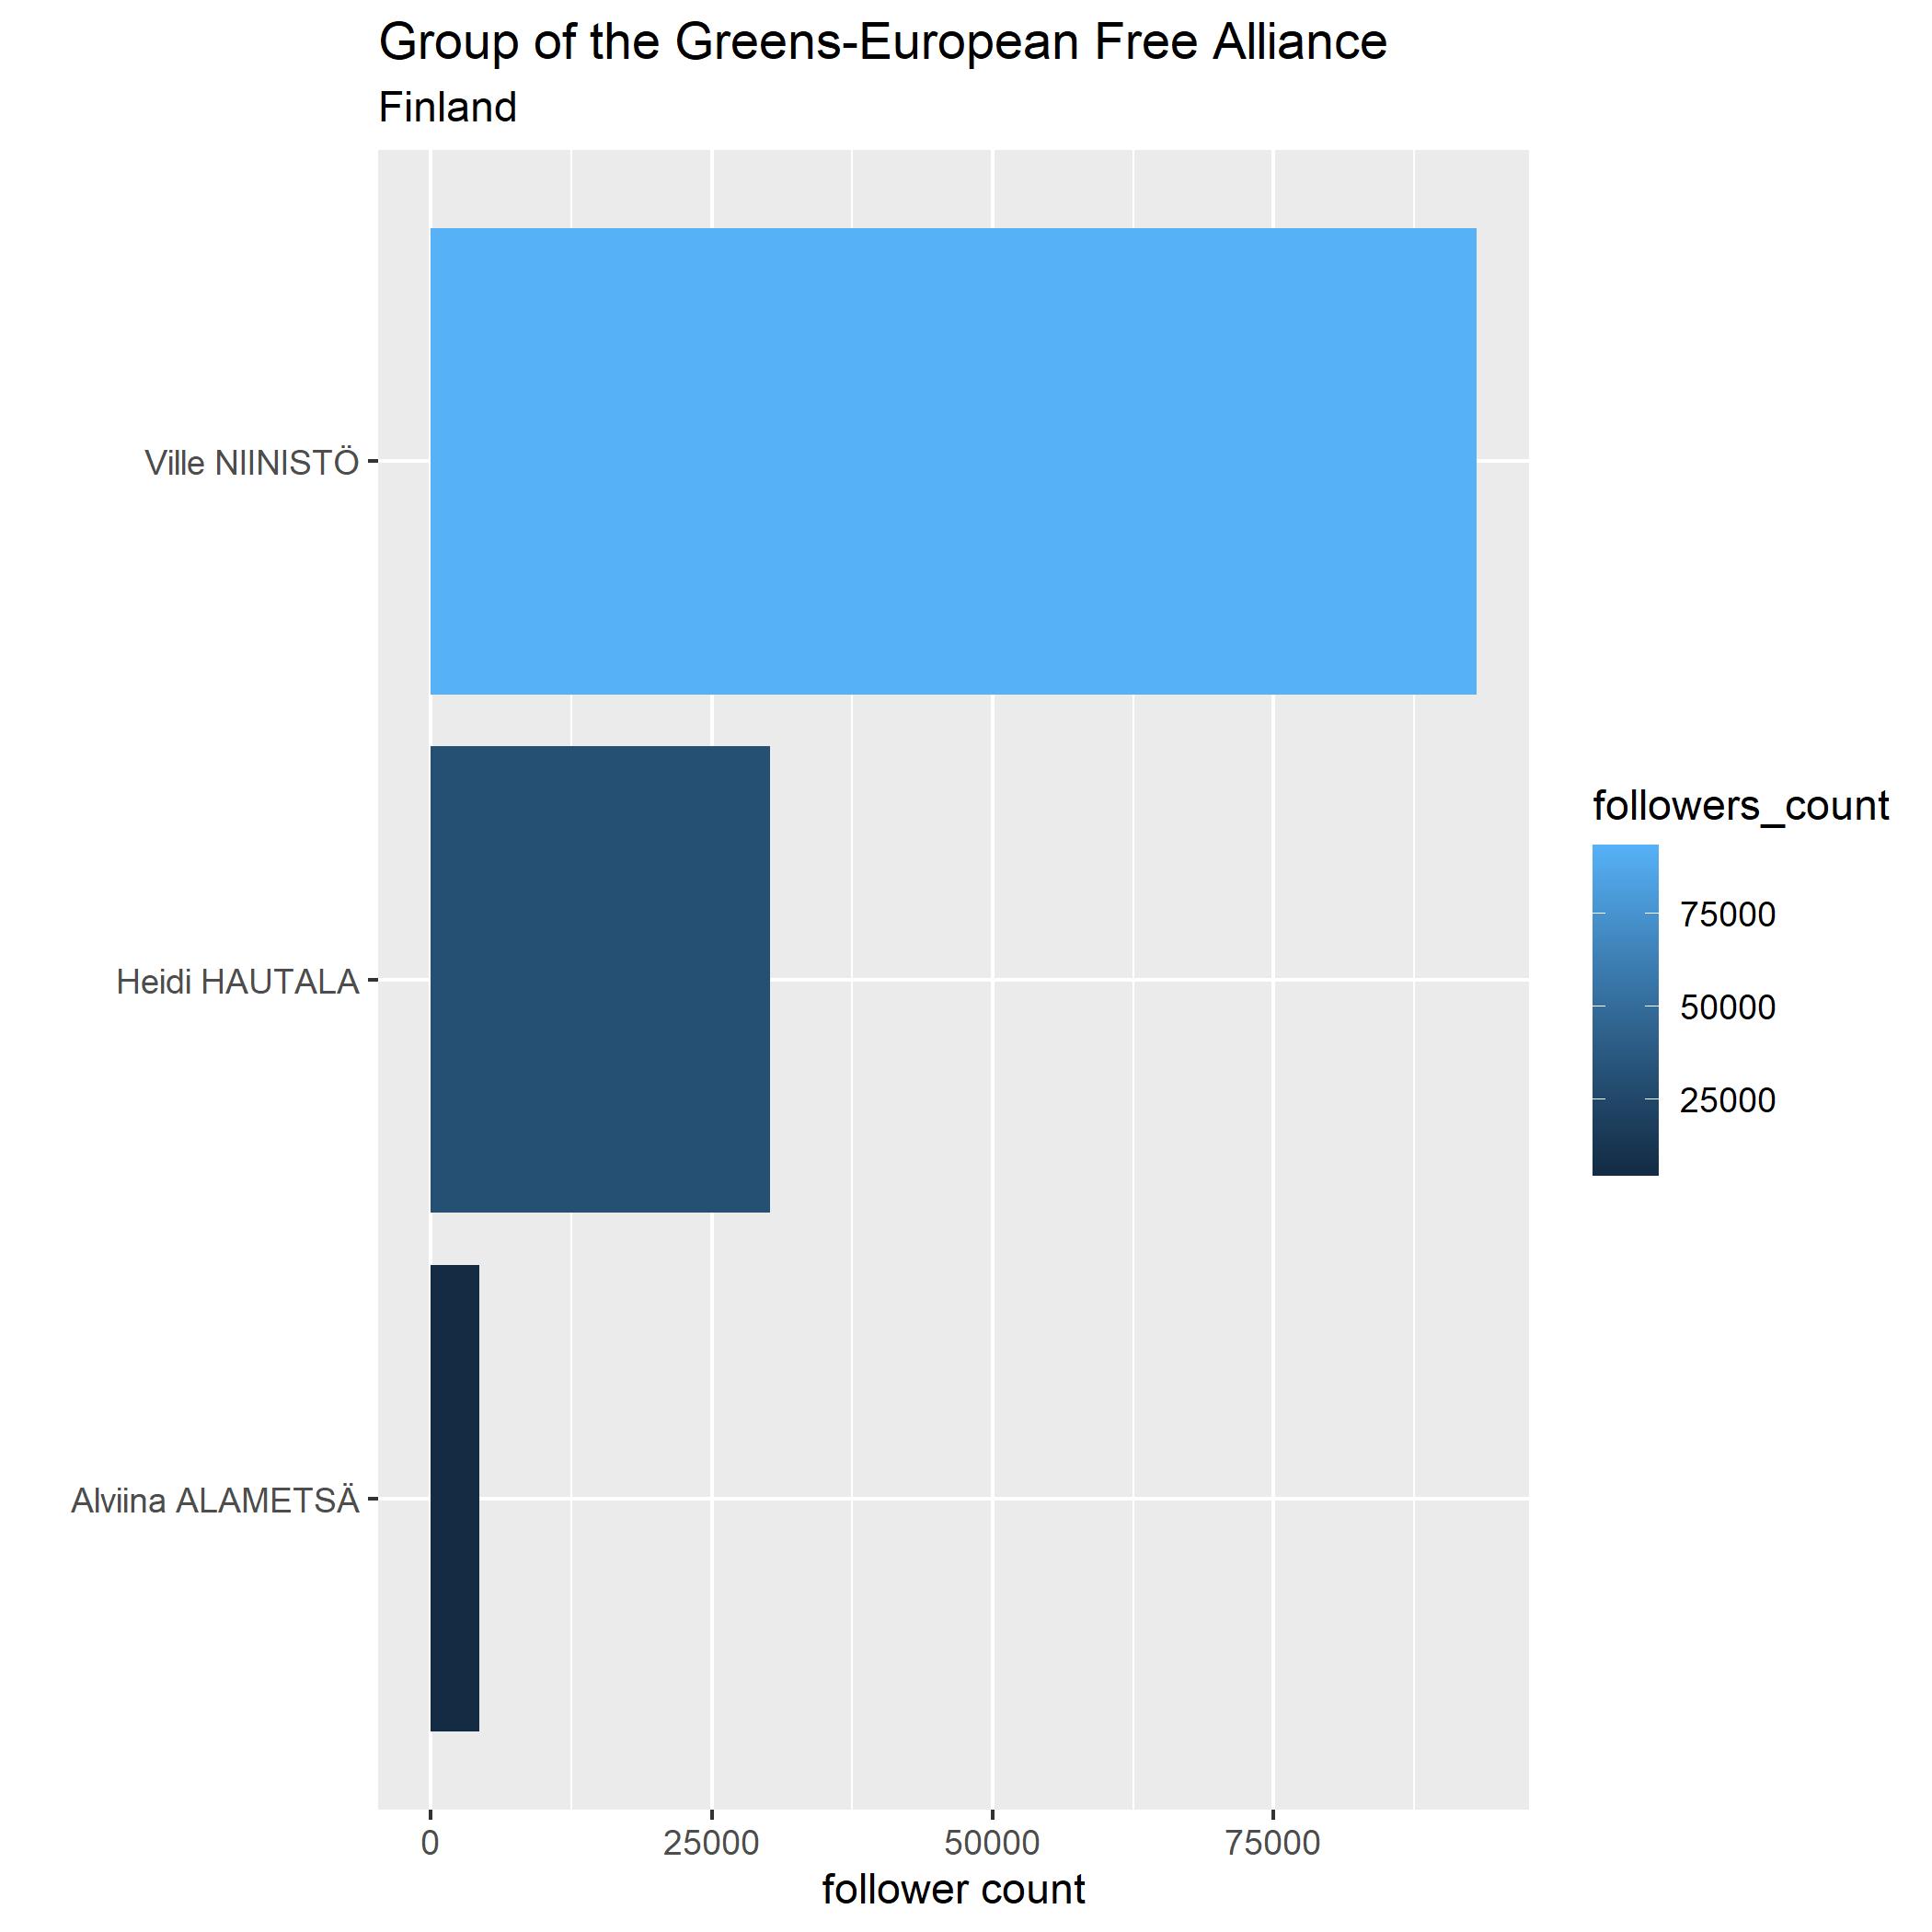 Group of the Greens-European Free Alliance
Finland
Ville NIINISTÖ
Heidi HAUTALA
Alviina ALAMETSÄ
0 25000 50000 75000
follower count
followers_count
75000
50000
25000